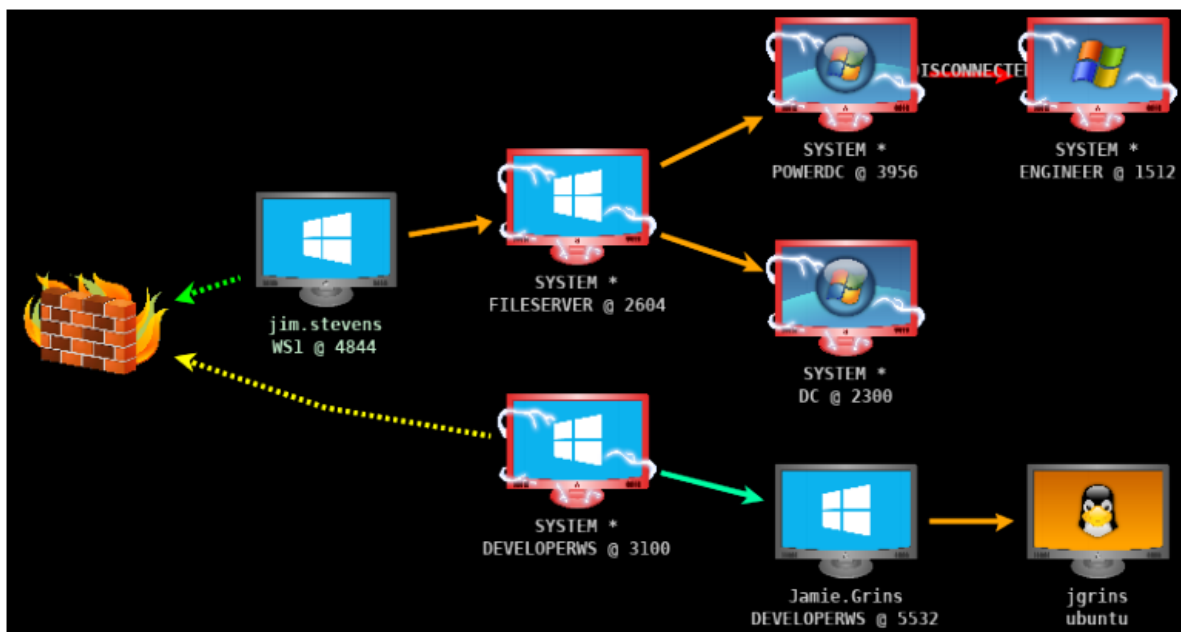 DISCONNECTED
SYSTEM *
POWERDC @ 3956
SYSTEM *
ENGINEER @ 1512
SYSTEM *
FILESERVER @ 2604
jim.stevens
WS1 @ 4844
SYSTEM *
DC @ 2300
SYSTEM *
DEVELOPERWS @ 3100
Jamie.Grins
DEVELOPERWS @ 5532
jgrins
ubuntu